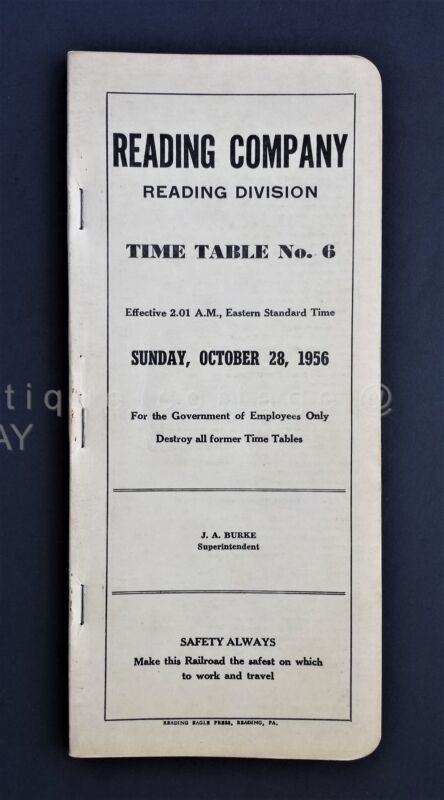 READING COMPANY
READING DIVISION
TIME TABLE No. 6
Effective 2.01 A.M., Eastern Standard Time
SUNDAY, OCTOBER 28, 1956
For the Government of Employees Only
Destroy all former Time Tables
J. A. BURKE
Superintendent
SAFETY ALWAYS
Make this Railroad the safest on which
to work and travel
READING EAGLE PRESS, READING, PA.